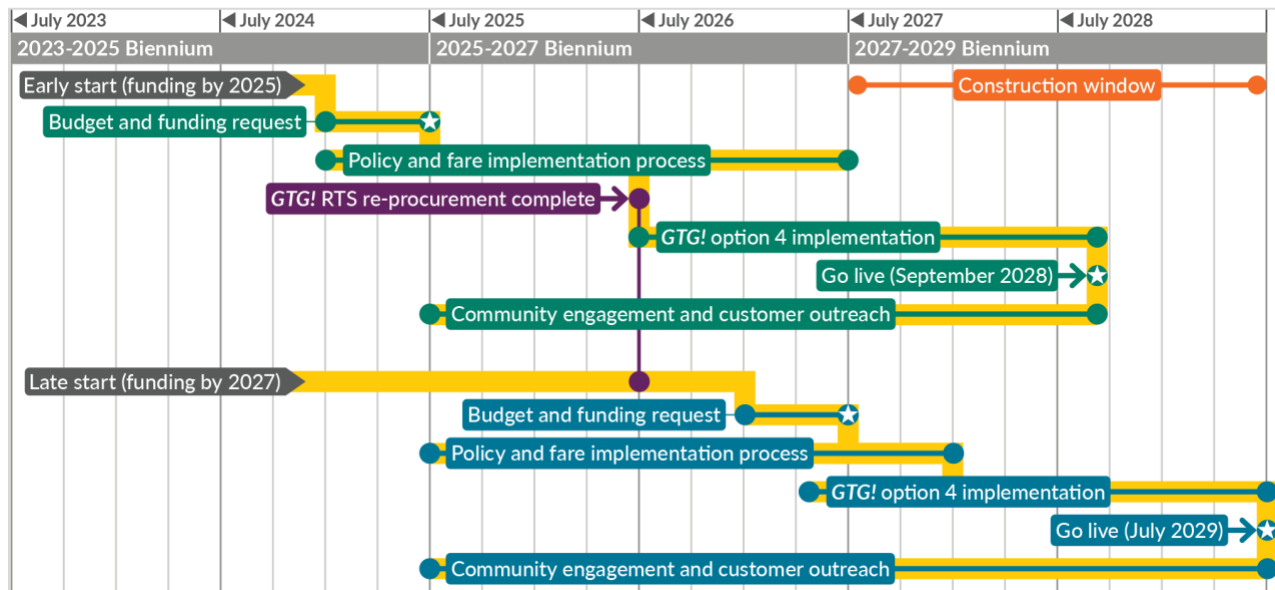 ◀ July 2023
◀ July 2024
◀ July 2025
◀ July 2026
◀ July 2027
◀ July 2028
2023-2025 Biennium
2025-2027 Biennium
2027-2029 Biennium
Early start (funding by 2025)
Construction window
Budget and funding request
Policy and fare implementation process
GTG! RTS re-procurement complete
GTG! option 4 implementation
Go live (September 2028)
Community engagement and customer outreach
Late start (funding by 2027)
Budget and funding request
Policy and fare implementation process
GTG! option 4 implementation
Go live (July 2029)
Community engagement and customer outreach